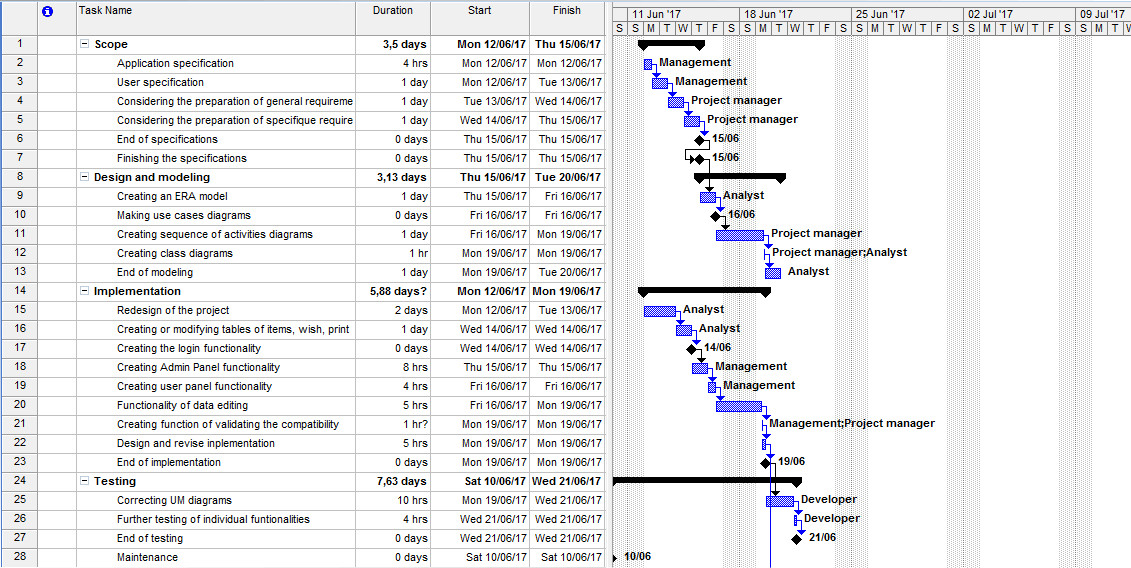 Task Name Duration Start Finish 11 Jun '17 18 Jun '17 25 Jun '17 02 Jul '17 09 Jul '17
S S M T W T F S S M T W T F S S M T W T F S S M T W T F S S M T W
1 Scope 3,5 days Mon 12/06/17 Thu 15/06/17
2 Application specification 4 hrs Mon 12/06/17 Mon 12/06/17 Management
3 User specification 1 day Mon 12/06/17 Tue 13/06/17 Management
4 Considering the preparation of general requireme 1 day Tue 13/06/17 Wed 14/06/17 Project manager
5 Considering the preparation of specifique require 1 day Wed 14/06/17 Thu 15/06/17 Project manager
6 End of specifications 0 days Thu 15/06/17 Thu 15/06/17 15/06
7 Finishing the specifications 0 days Thu 15/06/17 Thu 15/06/17 15/06
8 Design and modeling 3,13 days Thu 15/06/17 Tue 20/06/17
9 Creating an ERA model 1 day Thu 15/06/17 Fri 16/06/17 Analyst
10 Making use cases diagrams 0 days Fri 16/06/17 Fri 16/06/17 16/06
11 Creating sequence of activities diagrams 1 day Fri 16/06/17 Mon 19/06/17 Project manager
12 Creating class diagrams 1 hr Mon 19/06/17 Mon 19/06/17 Project manager;Analyst
13 End of modeling 1 day Mon 19/06/17 Tue 20/06/17 Analyst
14 Implementation 5,88 days? Mon 12/06/17 Mon 19/06/17
15 Redesign of the project 2 days Mon 12/06/17 Tue 13/06/17 Analyst
16 Creating or modifying tables of items, wish, print 1 day Wed 14/06/17 Wed 14/06/17 Analyst
17 Creating the login functionality 0 days Wed 14/06/17 Wed 14/06/17 14/06
18 Creating Admin Panel functionality 8 hrs Thu 15/06/17 Thu 15/06/17 Management
19 Creating user panel functionality 4 hrs Fri 16/06/17 Fri 16/06/17 Management
20 Functionality of data editing 5 hrs Fri 16/06/17 Mon 19/06/17
21 Creating function of validating the compatibility 1 hr? Mon 19/06/17 Mon 19/06/17 Management;Project manager
22 Design and revise inplementation 5 hrs Mon 19/06/17 Mon 19/06/17
23 End of implementation 0 days Mon 19/06/17 Mon 19/06/17 19/06
24 Testing 7,63 days Sat 10/06/17 Wed 21/06/17
25 Correcting UM diagrams 10 hrs Mon 19/06/17 Wed 21/06/17 Developer
26 Further testing of individual funtionalities 4 hrs Wed 21/06/17 Wed 21/06/17 Developer
27 End of testing 0 days Wed 21/06/17 Wed 21/06/17 21/06
28 Maintenance 0 days Sat 10/06/17 Sat 10/06/17 10/06